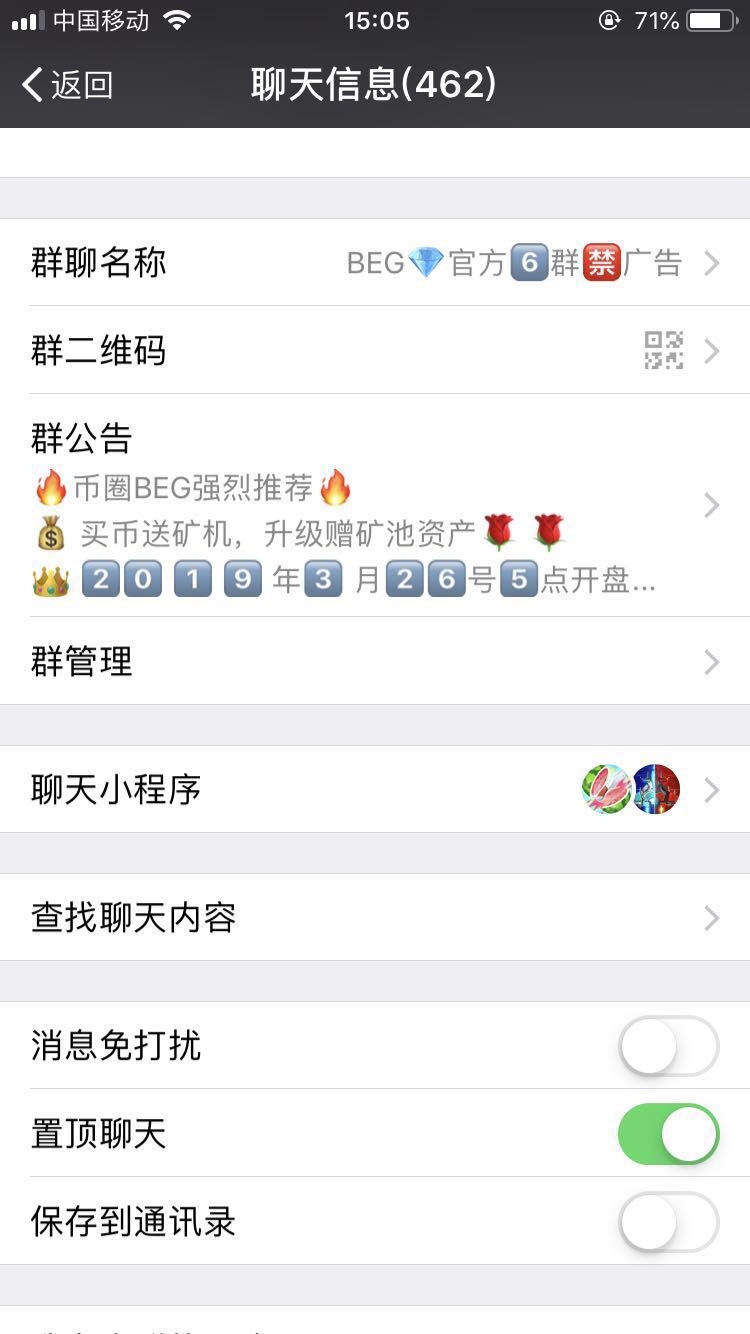 中国移动 15:05 71%
返回 聊天信息(462)
群聊名称 BEG💎官方6️⃣群🈲广告
群二维码
群公告
🔥币圈BEG强烈推荐🔥
💰 买币送矿机，升级赠矿池资产🌹 🌹
👑 2️⃣0️⃣ 1️⃣ 9️⃣ 年3️⃣ 月2️⃣6️⃣号5️⃣点开盘...
群管理
聊天小程序
查找聊天内容
消息免打扰
置顶聊天
保存到通讯录